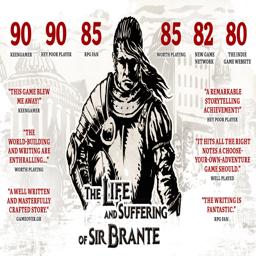 90 90 85 85 82 80
KEENGAMER HEY POOR PLAYER RPG FAN WORTH PLAYING NEW GAME NETWORK THE INDIE GAME WEBSITE
"THIS GAME BLEW
ME AWAY!"
KEENGAMER
"THE
WORLD-BUILDING
AND WRITING ARE
ENTHRALLING..."
WORTH PLAYING
"A WELL WRITTEN
AND MASTERFULLY
CRAFTED STORY."
GAMEOVER.GR
"A REMARKABLE
STORYTELLING
ACHIEVEMENT!"
HEY POOR PLAYER
"IT HITS ALL THE RIGHT
NOTES A CHOOSE-
YOUR-OWN-ADVENTURE
GAME SHOULD."
WELL PLAYED
"THE WRITING IS
FANTASTIC."
RPG FAN
THE LIFE
AND SUFFERING
OF SIR BRANTE